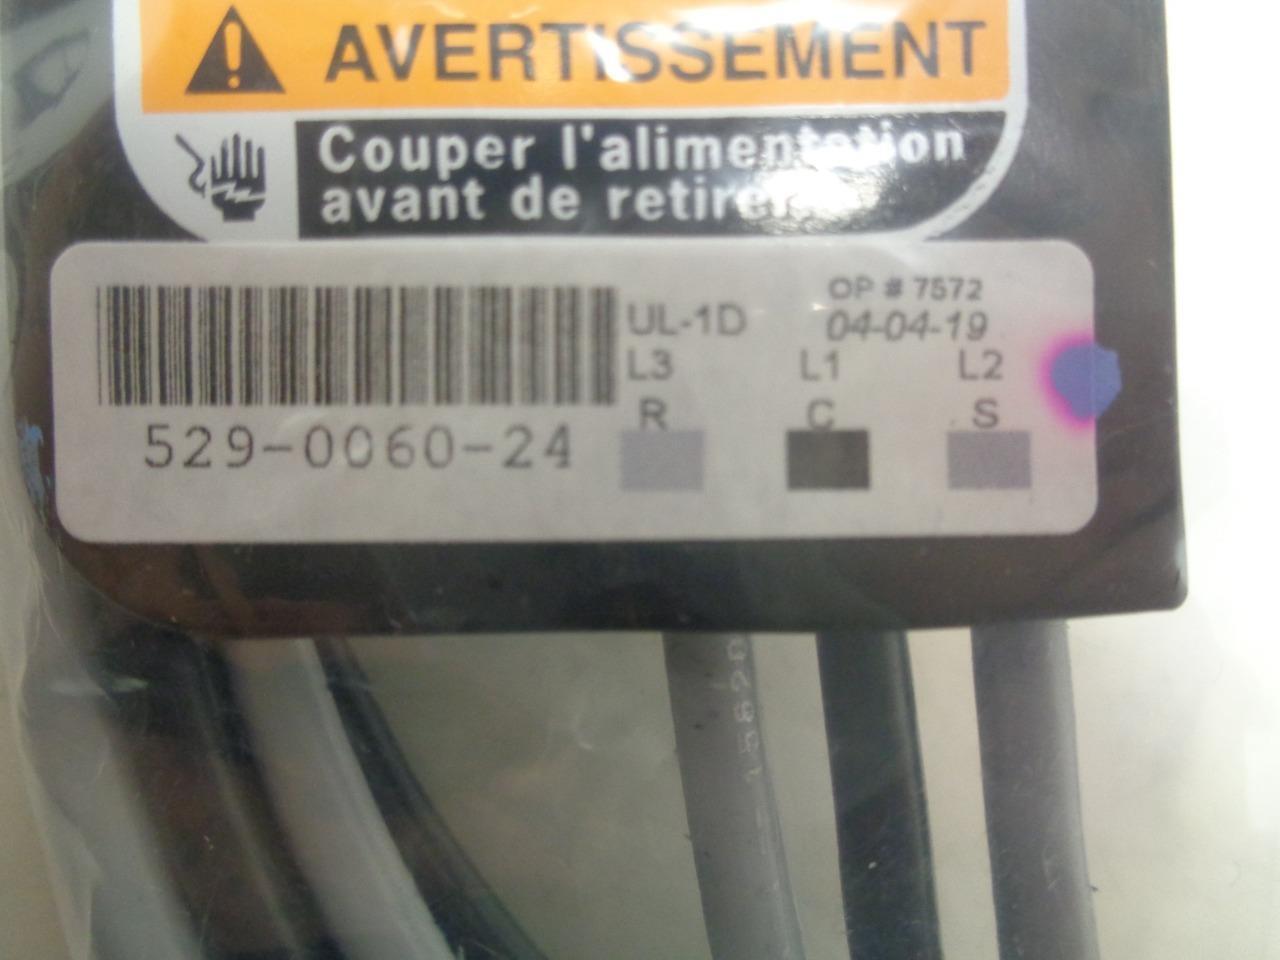 AVERTISSEMENT
Couper l'alimentation
avant de retirer
OP # 7572
UL-1D 04-04-19
L3 L1 L2
R C S
529-0060-24